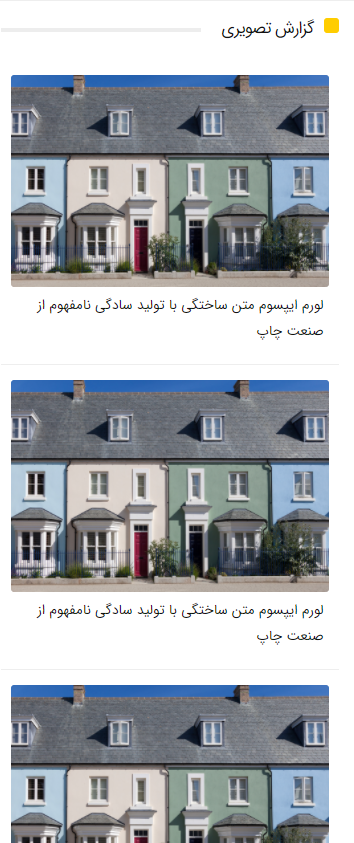 گزارش تصویری
لورم ایپسوم متن ساختگی با تولید سادگی نامفهوم از
صنعت چاپ
لورم ایپسوم متن ساختگی با تولید سادگی نامفهوم از
صنعت چاپ